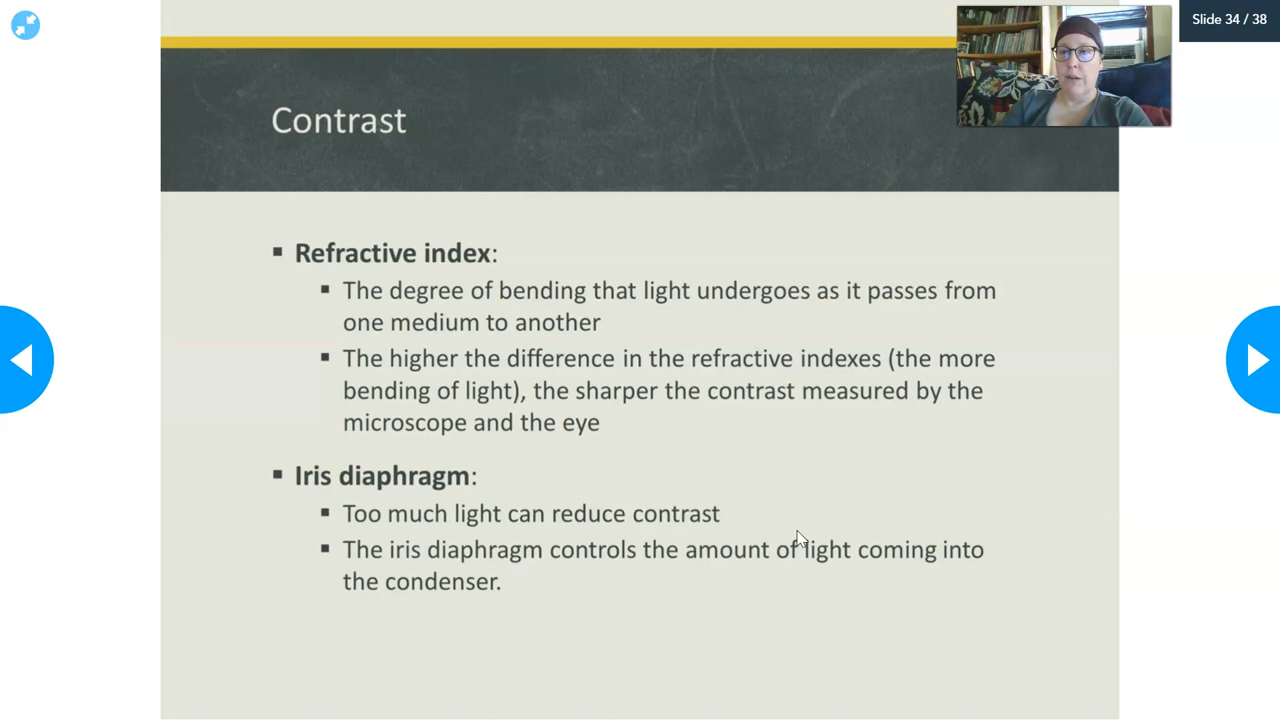 Slide 34 / 38
Contrast
▪ Refractive index:
▪ The degree of bending that light undergoes as it passes from
one medium to another
▪ The higher the difference in the refractive indexes (the more
bending of light), the sharper the contrast measured by the
microscope and the eye
▪ Iris diaphragm:
▪ Too much light can reduce contrast
▪ The iris diaphragm controls the amount of light coming into
the condenser.